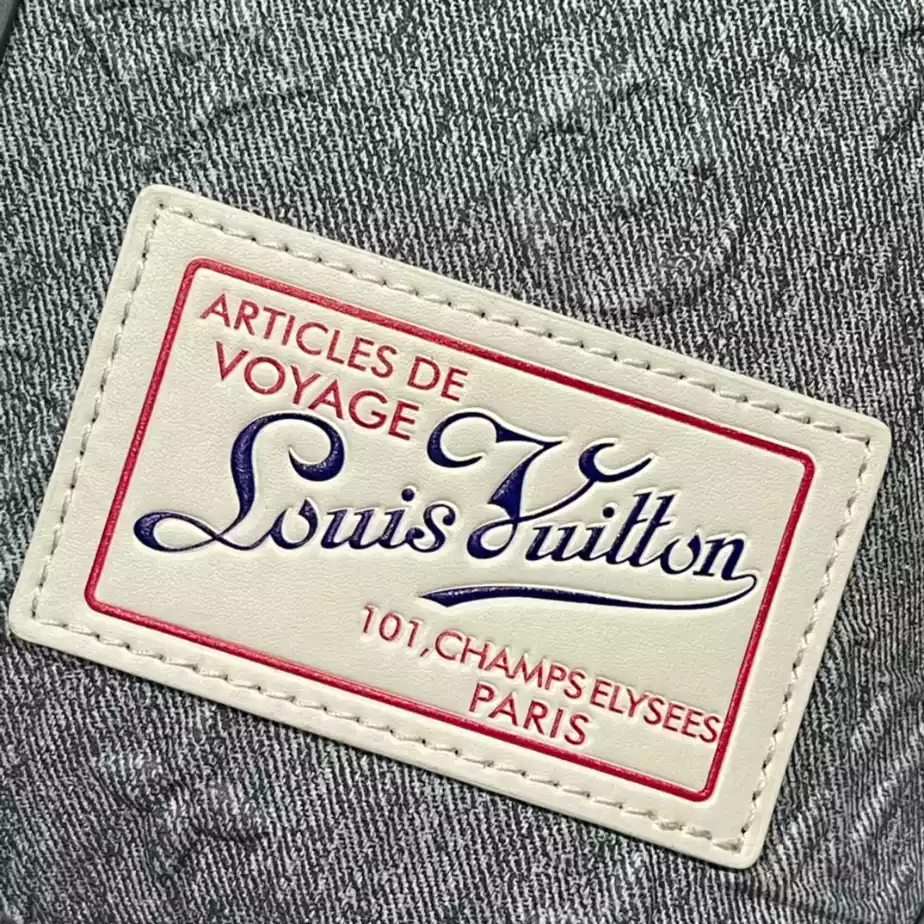 ARTICLES DE
VOYAGE
Louis Vuitton
101, CHAMPS ELYSEES
PARIS